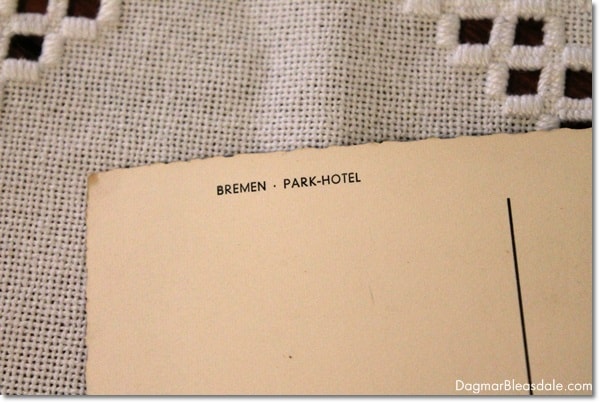 BREMEN · PARK-HOTEL
DagmarBleasdale.com